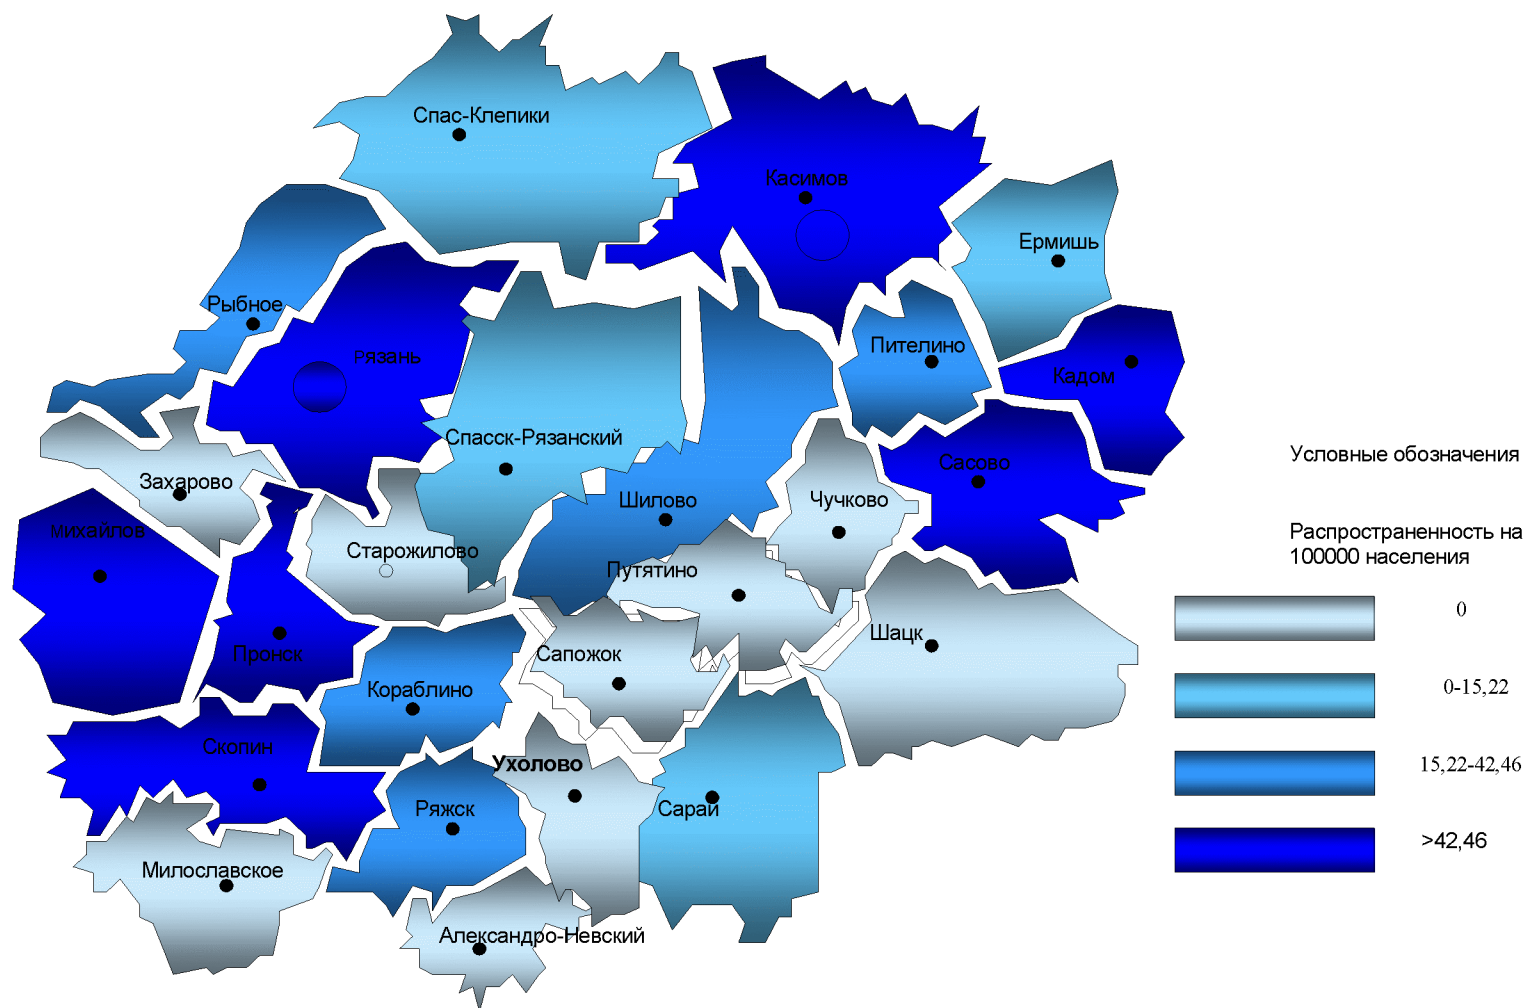 Спас-Клепики
Касимов
Ермишь
Рыбное
Рязань
Пителино
Кадом
Спасск-Рязанский
Сасово
Захарово
Шилово
Чучково
михайлов
Старожилово
Путятино
Шацк
Пронск
Сапожок
Кораблино
Скопин
Ухолово
Ряжск
Сарай
Милославское
Александро-Невский
Условные обозначения
Распространенность на
100000 населения
0
0-15,22
15,22-42,46
>42,46